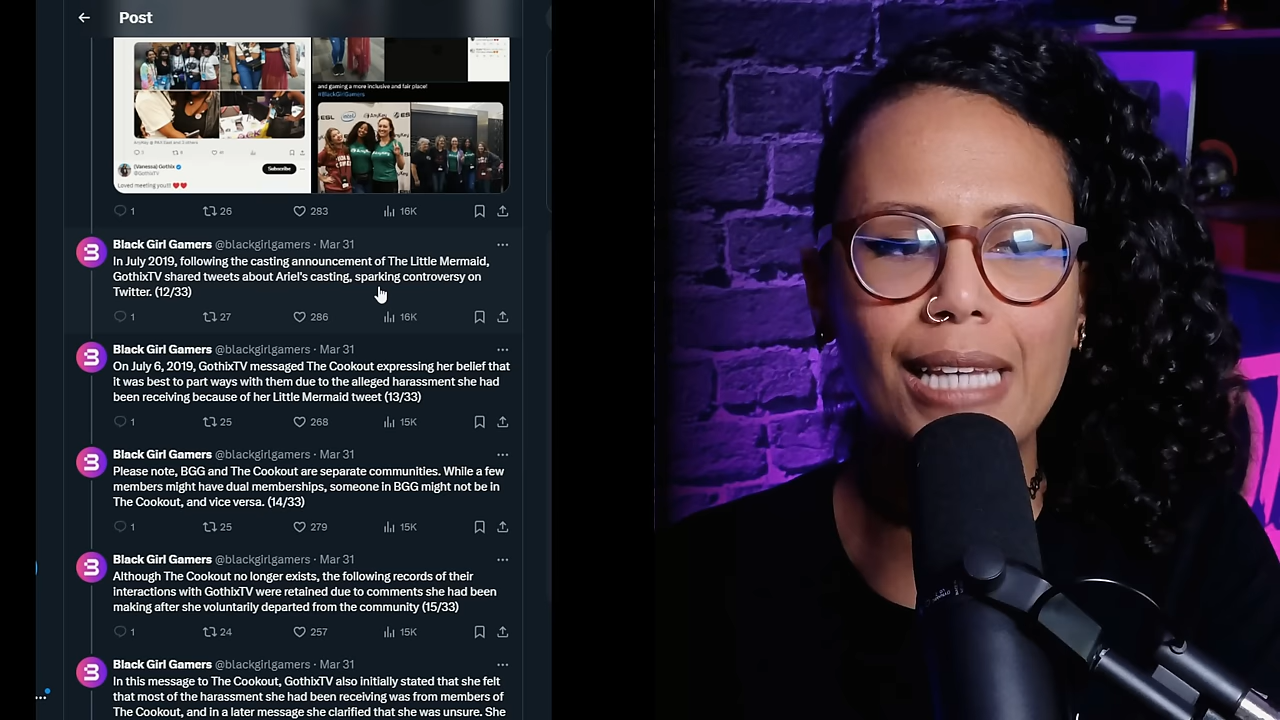 Post
and gaming a more inclusive and fair place!
#BlackGirlGamers
(Vanessa) Gothix
@GothixTV
Subscribe
Loved meeting you!! ❤️❤️
1 26 283 16K
Black Girl Gamers @blackgirlgamers · Mar 31
In July 2019, following the casting announcement of The Little Mermaid,
GothixTV shared tweets about Ariel's casting, sparking controversy on
Twitter. (12/33)
1 27 286 16K
Black Girl Gamers @blackgirlgamers · Mar 31
On July 6, 2019, GothixTV messaged The Cookout expressing her belief that
it was best to part ways with them due to the alleged harassment she had
been receiving because of her Little Mermaid tweet (13/33)
1 25 268 15K
Black Girl Gamers @blackgirlgamers · Mar 31
Please note, BGG and The Cookout are separate communities. While a few
members might have dual memberships, someone in BGG might not be in
The Cookout, and vice versa. (14/33)
1 25 279 15K
Black Girl Gamers @blackgirlgamers · Mar 31
Although The Cookout no longer exists, the following records of their
interactions with GothixTV were retained due to comments she had been
making after she voluntarily departed from the community (15/33)
1 24 257 15K
Black Girl Gamers @blackgirlgamers · Mar 31
In this message to The Cookout, GothixTV also initially stated that she felt
that most of the harassment she had been receiving was from members of
The Cookout, and in a later message she clarified that she was unsure. She